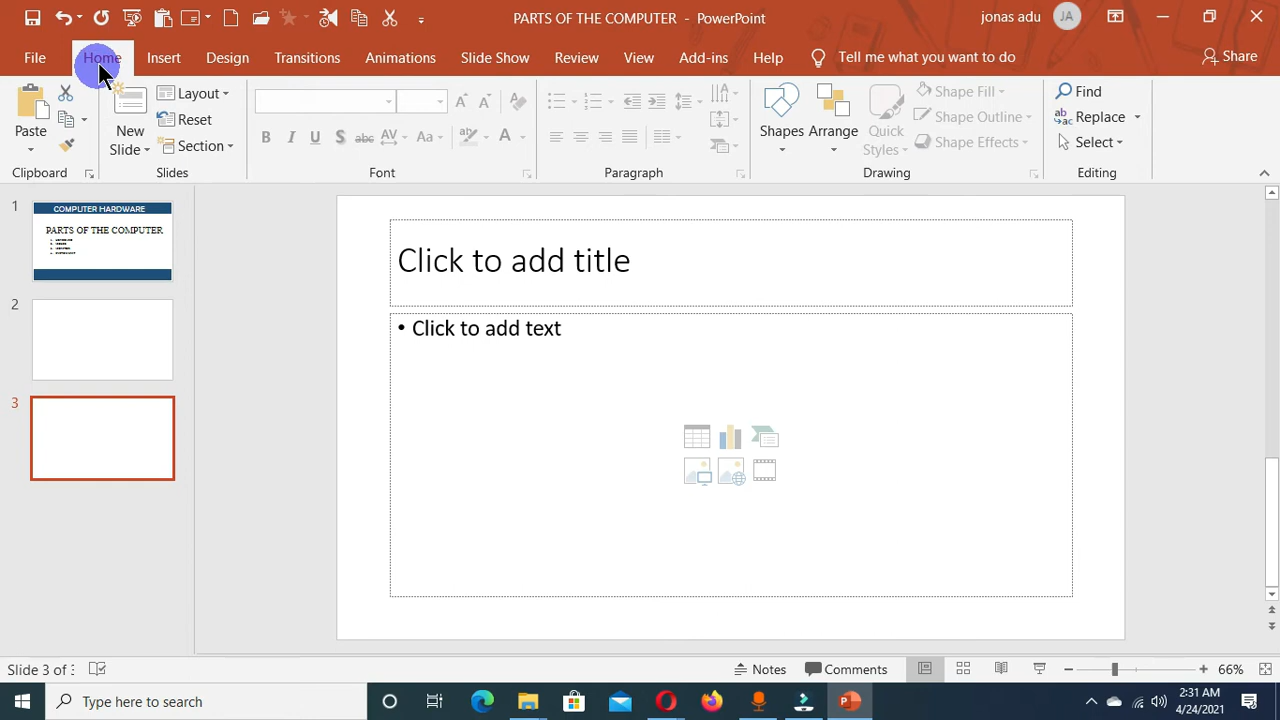 PARTS OF THE COMPUTER - PowerPoint
jonas adu
JA
File
Home
Insert
Design
Transitions
Animations
Slide Show
Review
View
Add-ins
Help
Tell me what you want to do
Share
Paste
New
Slide
Layout
Reset
Section
Shapes
Arrange
Quick
Styles
Shape Fill
Shape Outline
Shape Effects
Find
Replace
Select
Clipboard
Slides
Font
Paragraph
Drawing
Editing
1
COMPUTER HARDWARE
PARTS OF THE COMPUTER
2
3
Click to add title
• Click to add text
Slide 3 of
Notes
Comments
66%
Type here to search
2:31 AM
4/24/2021